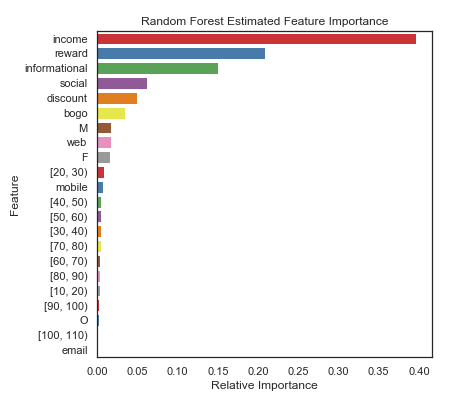 Random Forest Estimated Feature Importance
income
reward
informational
social
discount
bogo
M
web
F
[20, 30)
mobile
[40, 50)
[50, 60)
[30, 40)
[70, 80)
[60, 70)
[80, 90)
[10, 20)
[90, 100)
O
[100, 110)
email
Feature
0.00 0.05 0.10 0.15 0.20 0.25 0.30 0.35 0.40
Relative Importance